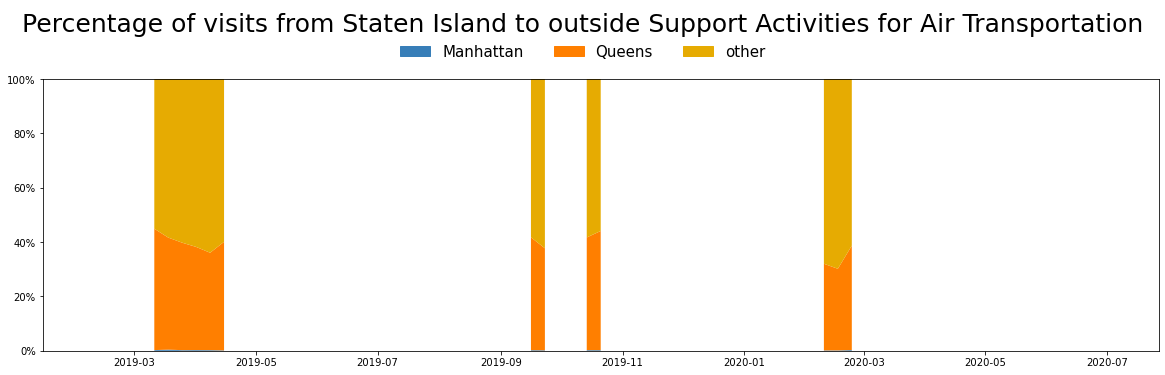 Percentage of visits from Staten Island to outside Support Activities for Air Transportation
Manhattan Queens other
100%
80%
60%
40%
20%
0%
2019-03 2019-05 2019-07 2019-09 2019-11 2020-01 2020-03 2020-05 2020-07